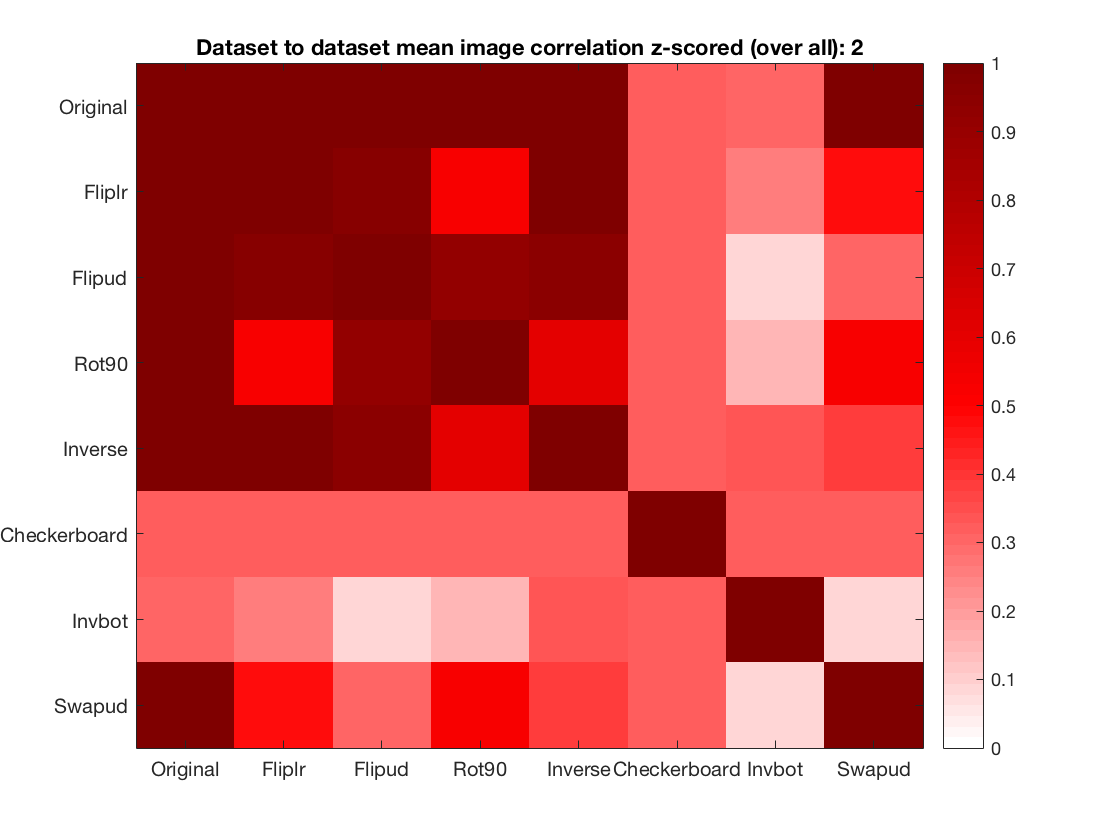 Dataset to dataset mean image correlation z-scored (over all): 2
Original
Fliplr
Flipud
Rot90
Inverse
Checkerboard
Invbot
Swapud
Original Fliplr Flipud Rot90 Inverse Checkerboard Invbot Swapud
1
0.9
0.8
0.7
0.6
0.5
0.4
0.3
0.2
0.1
0